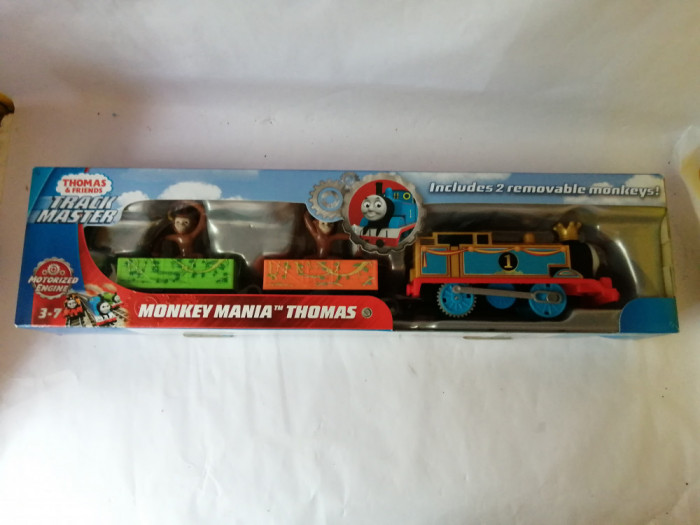 THOMAS
& FRIENDS
TRACK
MASTER
Includes 2 removable monkeys!
MOTORIZED
ENGINE
3-7
MONKEY MANIA™ THOMAS
1